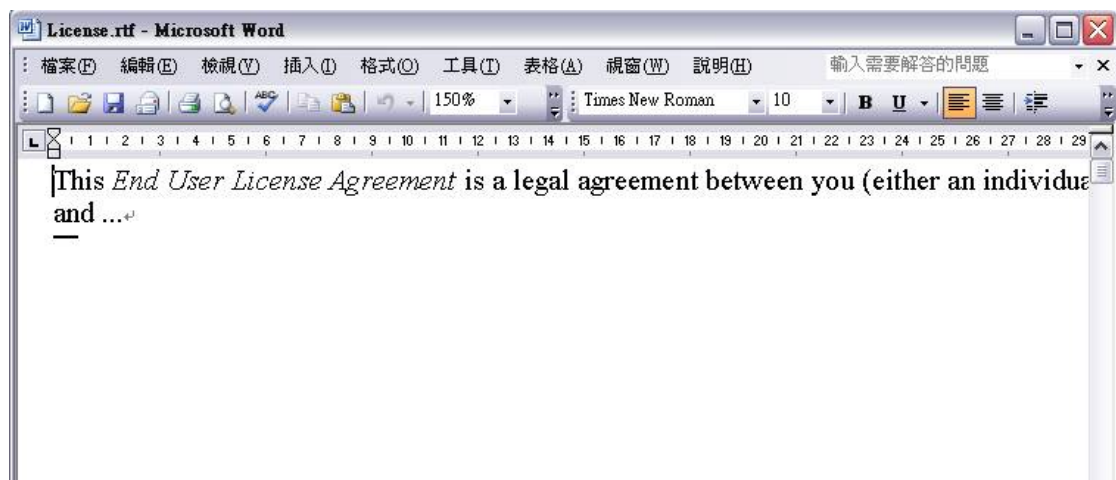 License.rtf - Microsoft Word
檔案(F) 編輯(E) 檢視(V) 插入(I) 格式(O) 工具(T) 表格(A) 視窗(W) 說明(H) 輸入需要解答的問題
ABC 150% Times New Roman 10 B U
1 2 3 4 5 6 7 8 9 10 11 12 13 14 15 16 17 18 19 20 21 22 23 24 25 26 27 28 29
This End User License Agreement is a legal agreement between you (either an individua
and ...